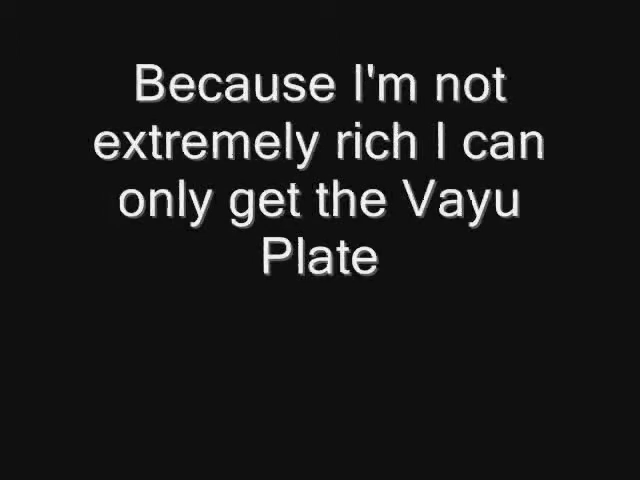 Because I'm not
extremely rich I can
only get the Vayu
Plate